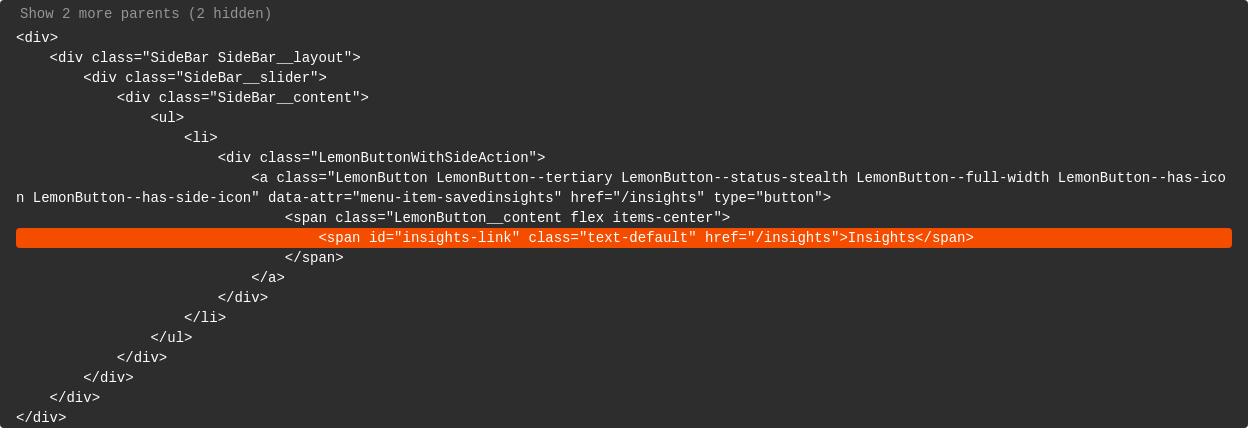 Show 2 more parents (2 hidden)
<div>
    <div class="SideBar SideBar__layout">
        <div class="SideBar__slider">
            <div class="SideBar__content">
                <ul>
                    <li>
                        <div class="LemonButtonWithSideAction">
                            <a class="LemonButton LemonButton--tertiary LemonButton--status-stealth LemonButton--full-width LemonButton--has-ico
n LemonButton--has-side-icon" data-attr="menu-item-savedinsights" href="/insights" type="button">
                                <span class="LemonButton__content flex items-center">
                                    <span id="insights-link" class="text-default" href="/insights">Insights</span>
                                </span>
                            </a>
                        </div>
                    </li>
                </ul>
            </div>
        </div>
    </div>
</div>